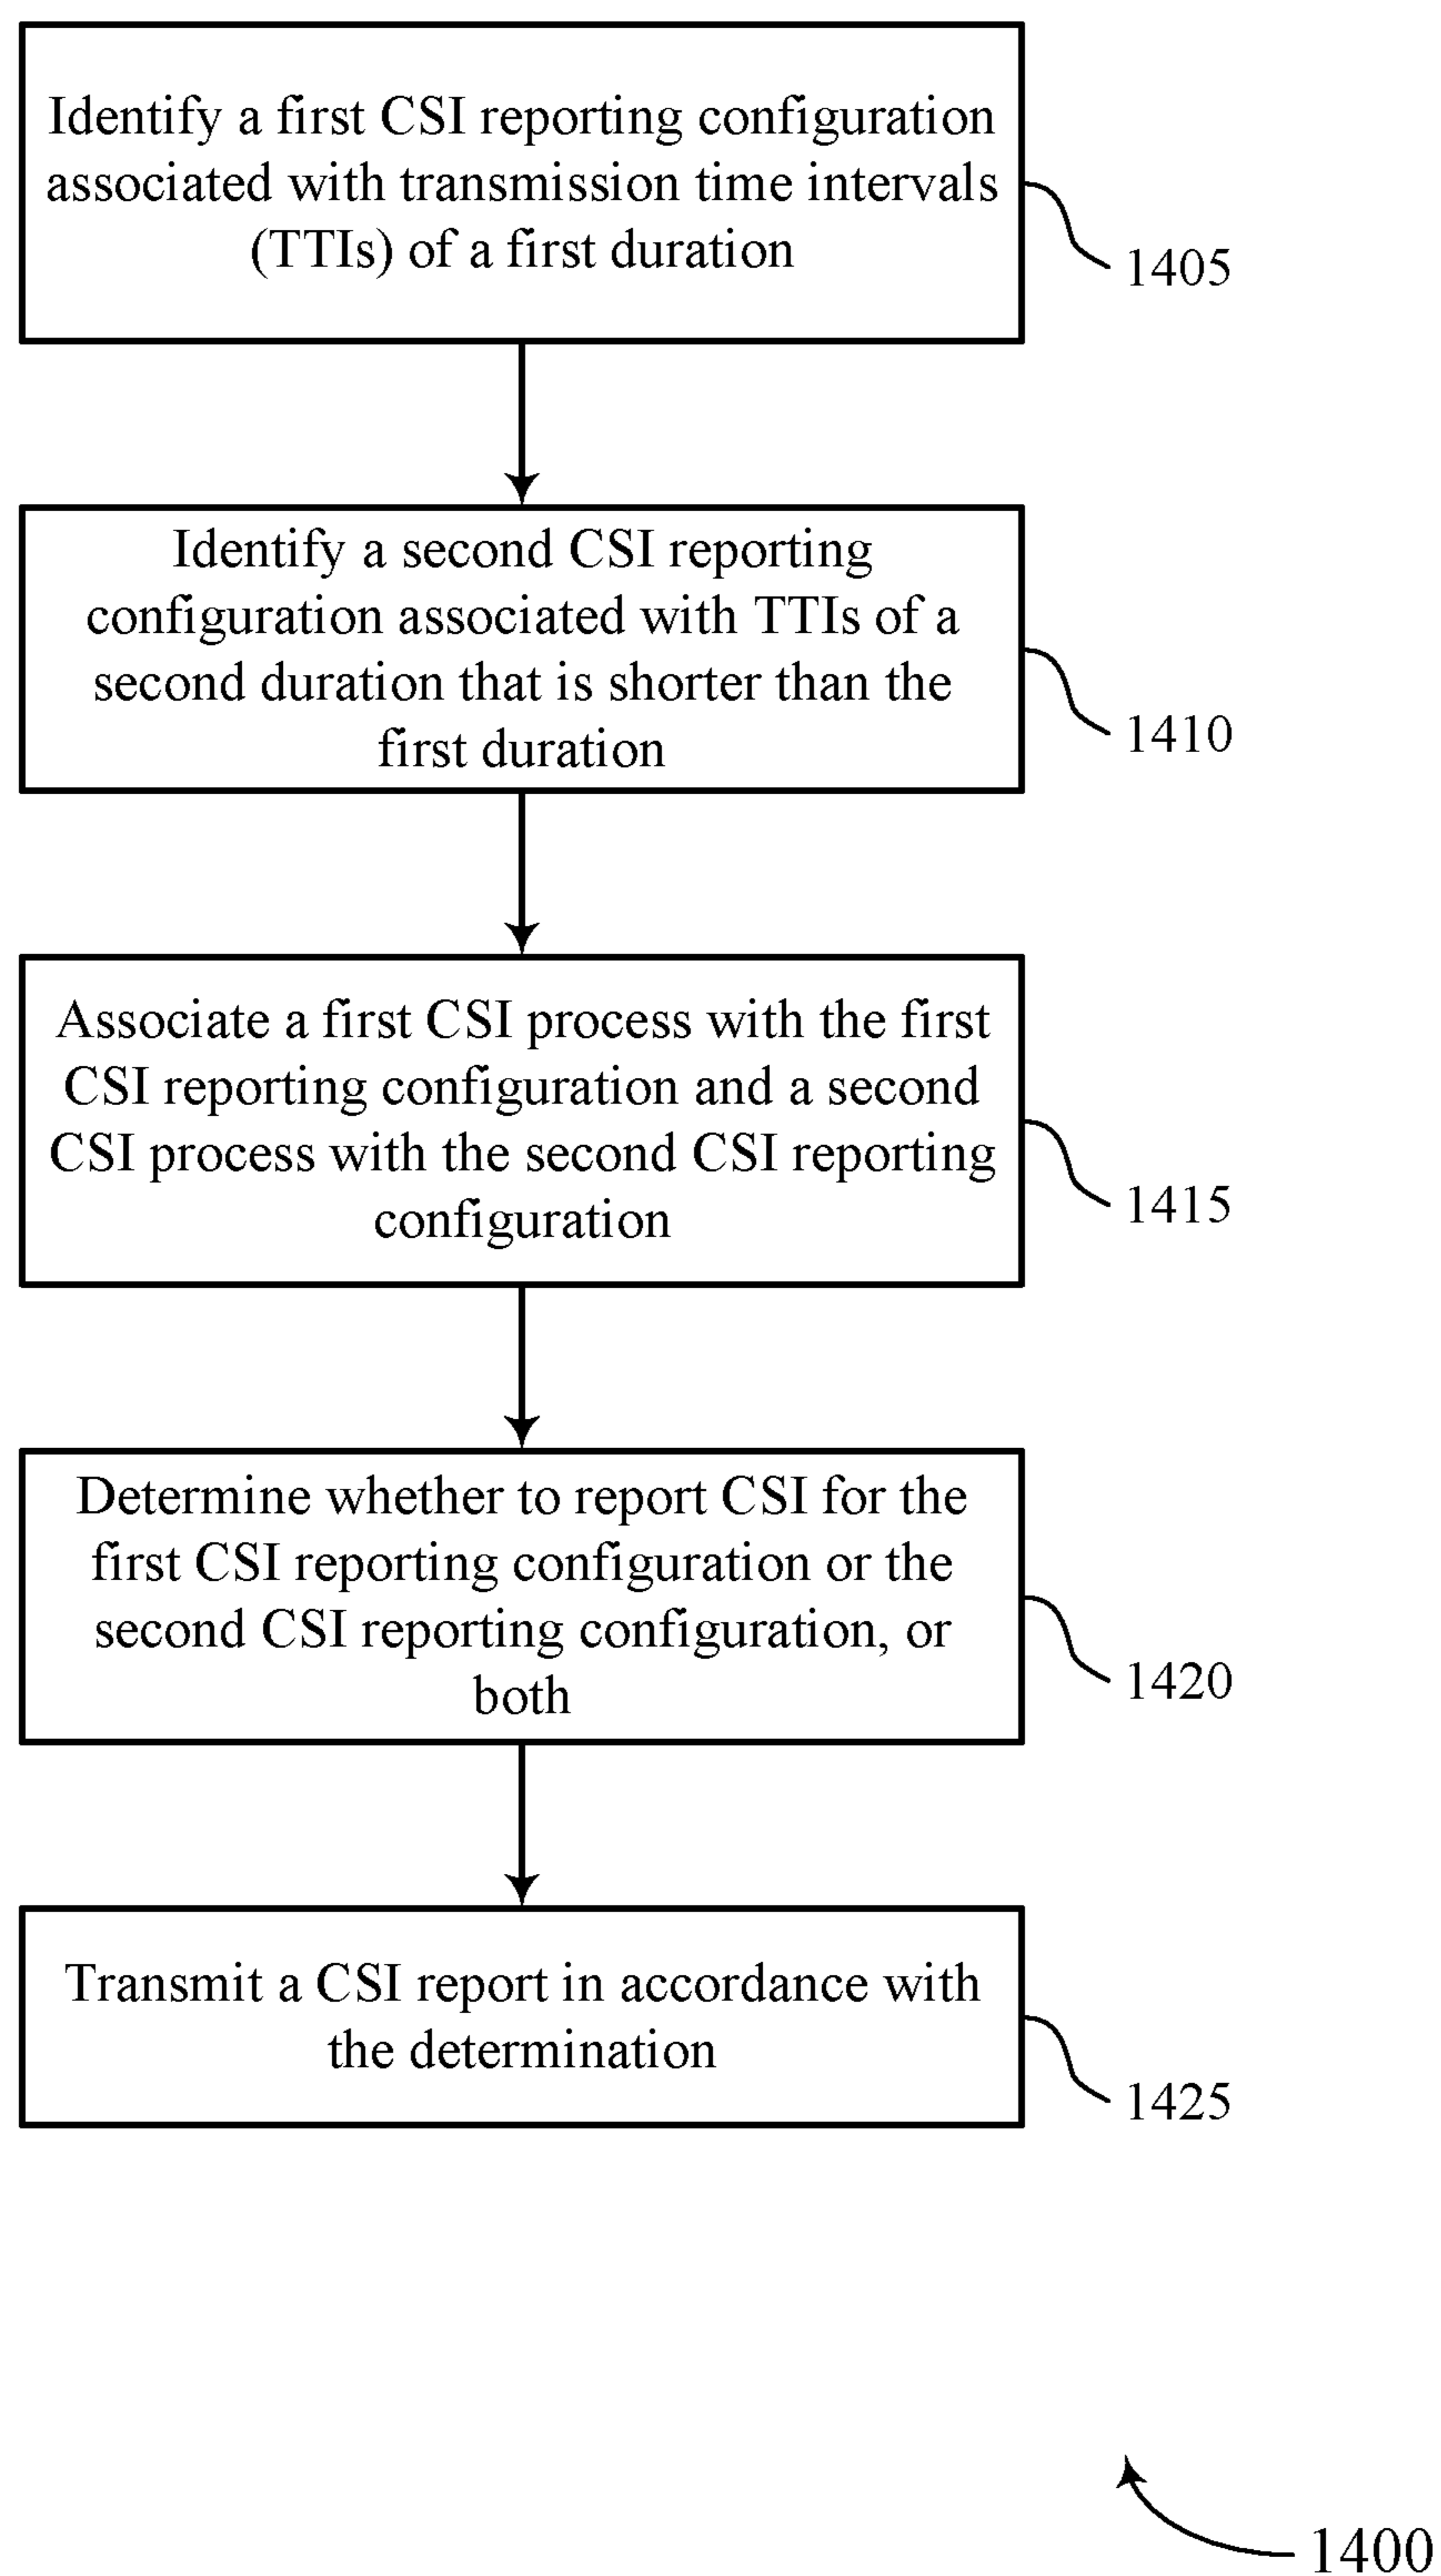 Identify a first CSI reporting configuration
associated with transmission time intervals
(TTIs) of a first duration
1405
Identify a second CSI reporting
configuration associated with TTIs of a
second duration that is shorter than the
first duration
1410
Associate a first CSI process with the first
CSI reporting configuration and a second
CSI process with the second CSI reporting
configuration
1415
Determine whether to report CSI for the
first CSI reporting configuration or the
second CSI reporting configuration, or
both
1420
Transmit a CSI report in accordance with
the determination
1425
1400